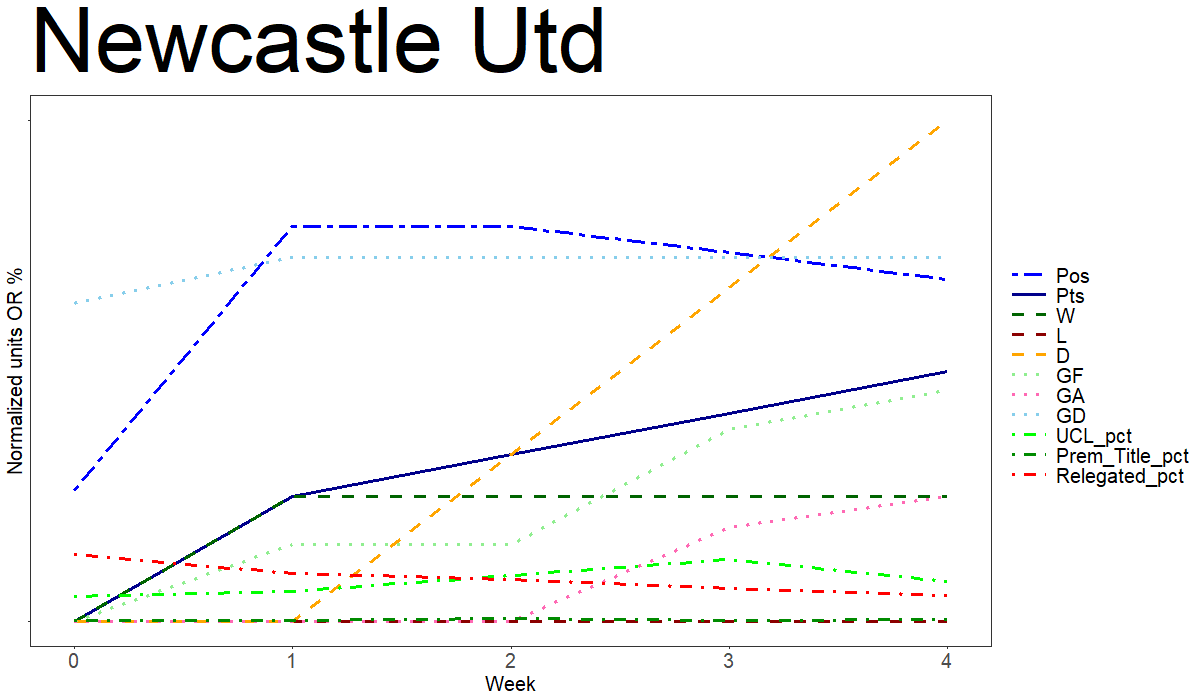 Newcastle Utd
Normalized units OR %
Pos
Pts
W
L
D
GF
GA
GD
UCL_pct
Prem_Title_pct
Relegated_pct
0 1 2 3 4
Week